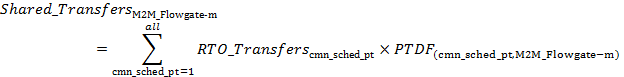 Shared_Transfers_M2M_Flowgate-m
all
= ∑ RTO_Transfers_cmn_sched_pt × PTDF_(cmn_sched_pt,M2M_Flowgate−m)
cmn_sched_pt=1